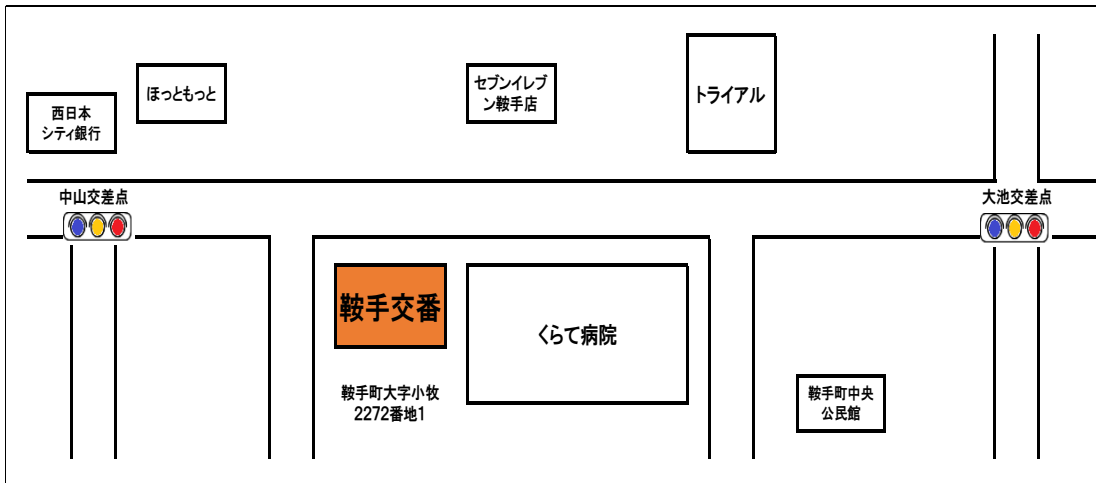 ほっともっと
セブンイレブ
ン鞍手店
トライアル
西日本
シティ銀行
中山交差点
大池交差点
鞍手交番
くらて病院
鞍手町大字小牧
2272番地1
鞍手町中央
公民館